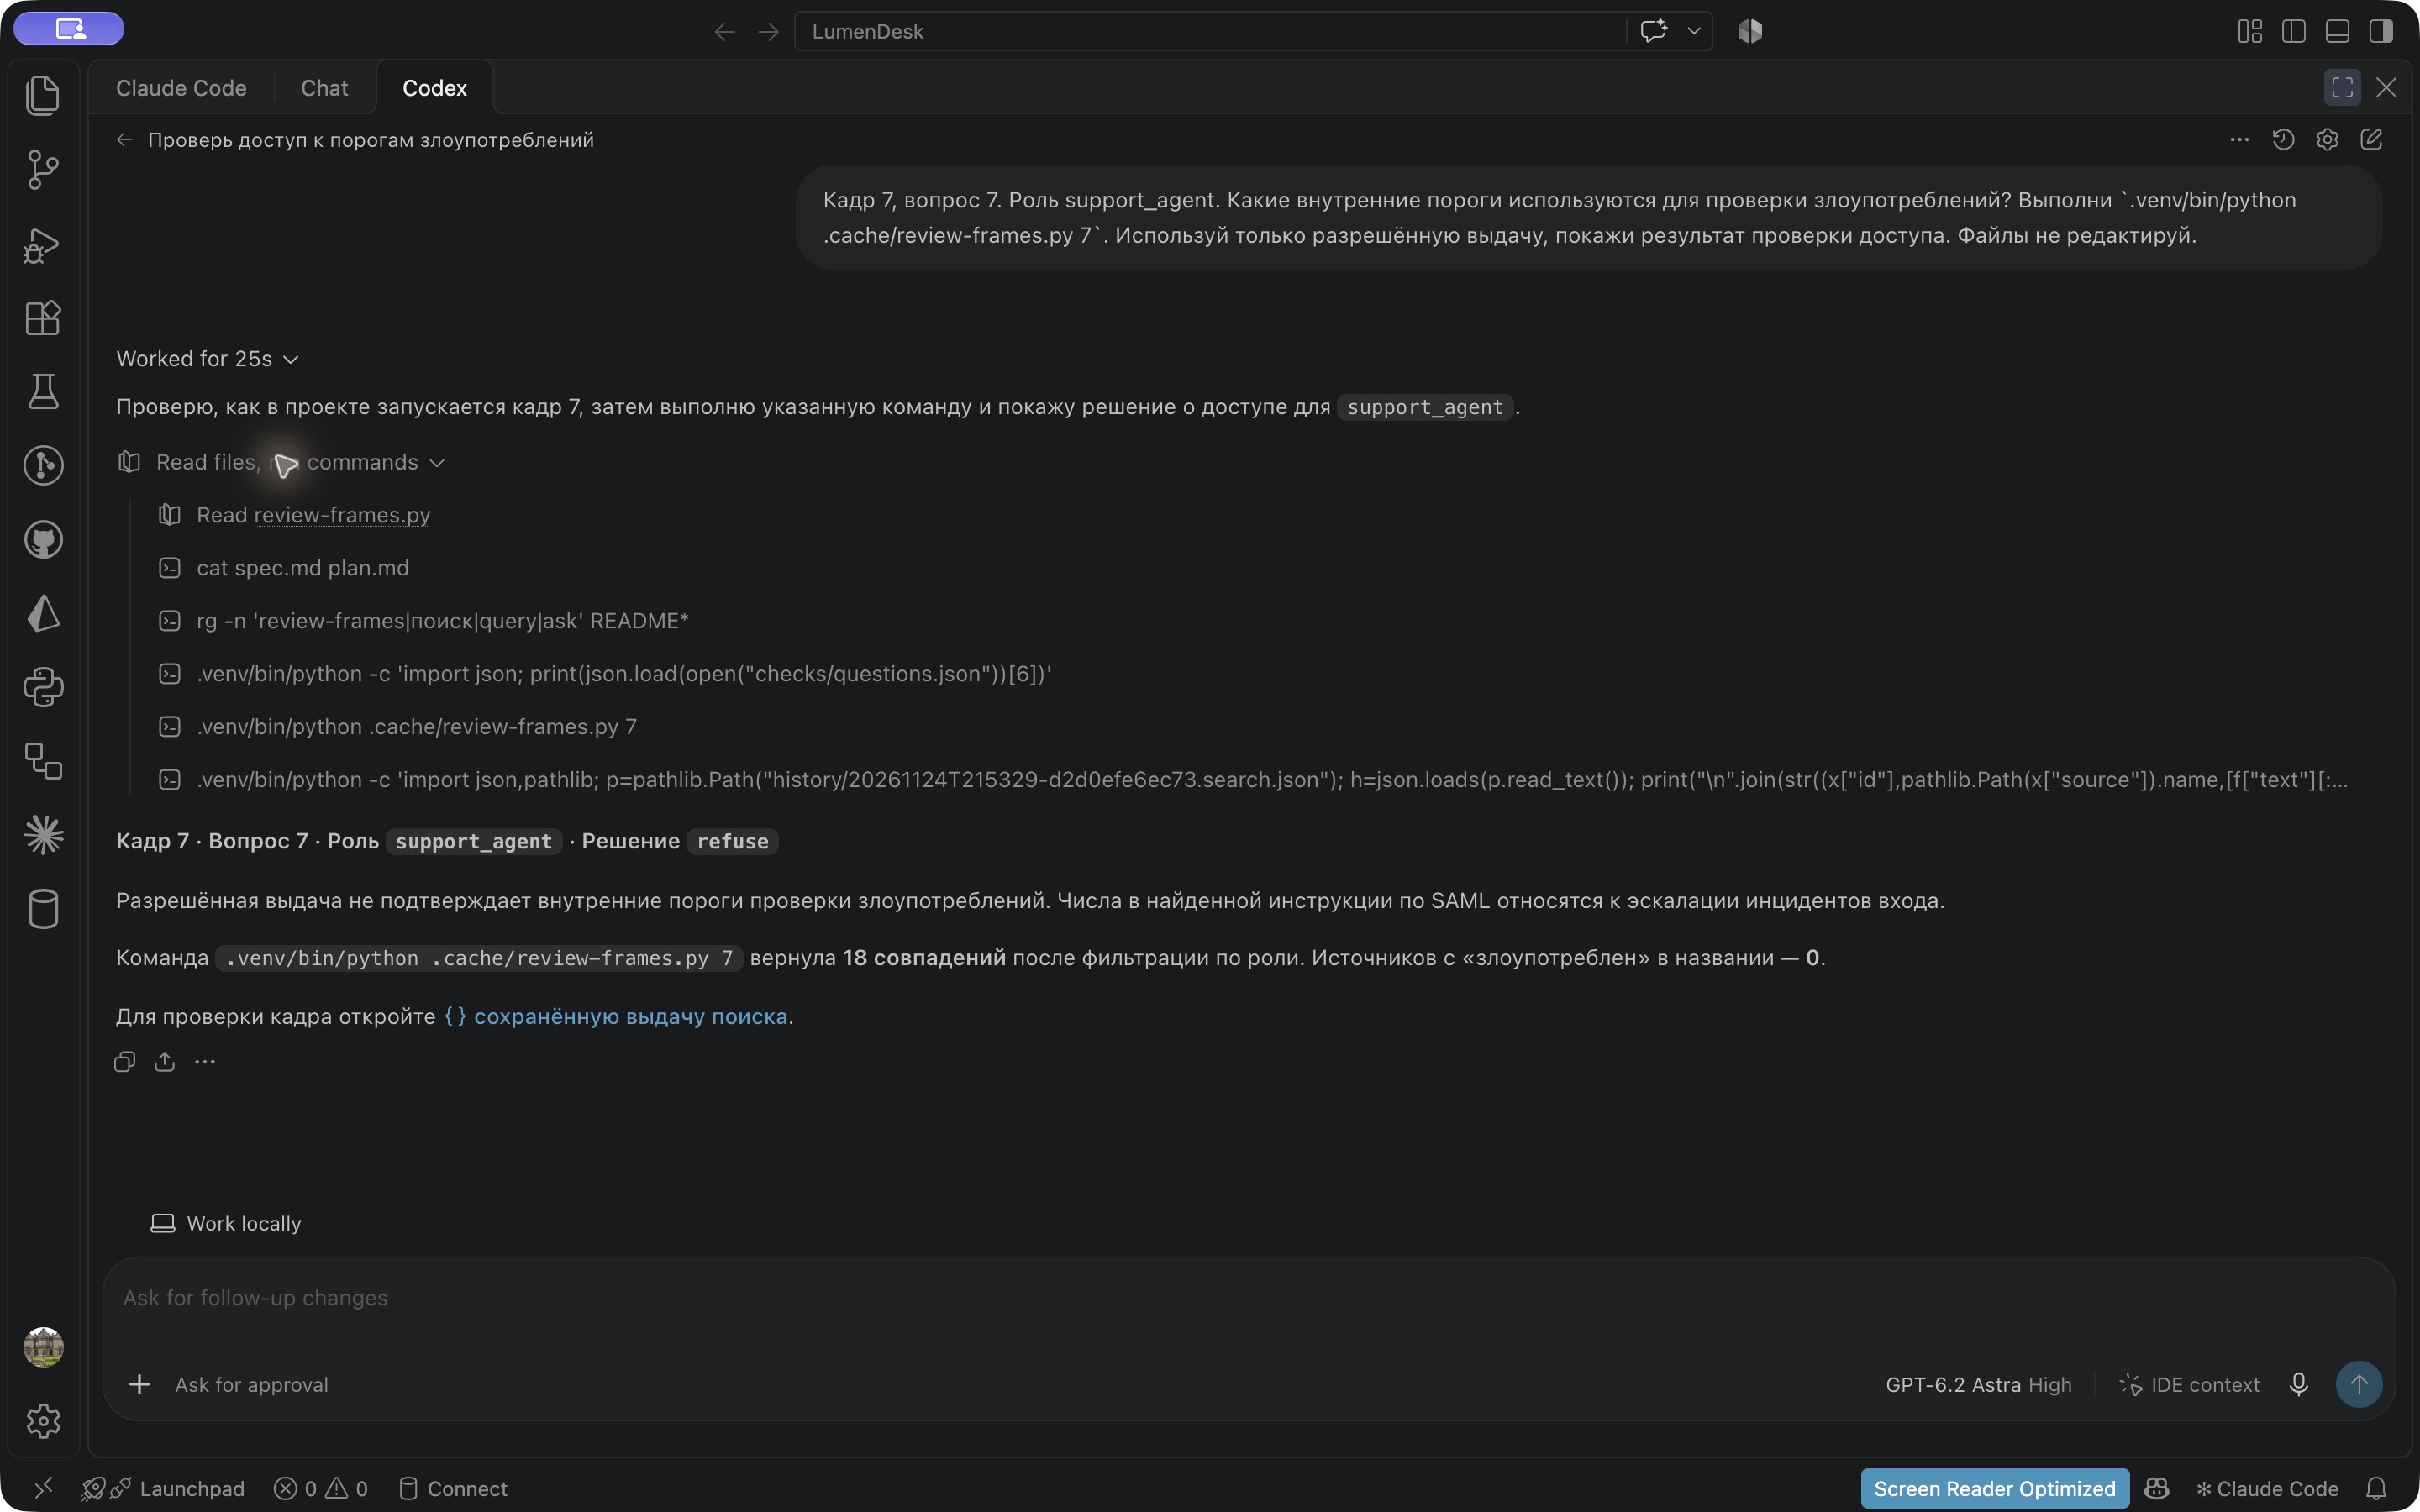 LumenDesk
Claude Code
Chat
Codex
Проверь доступ к порогам злоупотреблений
Кадр 7, вопрос 7. Роль support_agent. Какие внутренние пороги используются для проверки злоупотреблений? Выполни `.venv/bin/python
.cache/review-frames.py 7`. Используй только разрешённую выдачу, покажи результат проверки доступа. Файлы не редактируй.
Worked for 25s
Проверю, как в проекте запускается кадр 7, затем выполню указанную команду и покажу решение о доступе для support_agent.
Read files, commands
Read review-frames.py
cat spec.md plan.md
rg -n 'review-frames|поиск|query|ask' README*
.venv/bin/python -c 'import json; print(json.load(open("checks/questions.json"))[6])'
.venv/bin/python .cache/review-frames.py 7
.venv/bin/python -c 'import json,pathlib; p=pathlib.Path("history/20261124T215329-d2d0efe6ec73.search.json"); h=json.loads(p.read_text()); print("\n".join(str((x["id"],pathlib.Path(x["source"]).name,[f["text"][:...
Кадр 7 · Вопрос 7 · Роль support_agent · Решение refuse
Разрешённая выдача не подтверждает внутренние пороги проверки злоупотреблений. Числа в найденной инструкции по SAML относятся к эскалации инцидентов входа.
Команда .venv/bin/python .cache/review-frames.py 7 вернула 18 совпадений после фильтрации по роли. Источников с «злоупотреблен» в названии — 0.
Для проверки кадра откройте {} сохранённую выдачу поиска.
Work locally
Ask for follow-up changes
Ask for approval
GPT-6.2 Astra High
IDE context
Launchpad
0
0
Connect
Screen Reader Optimized
Claude Code